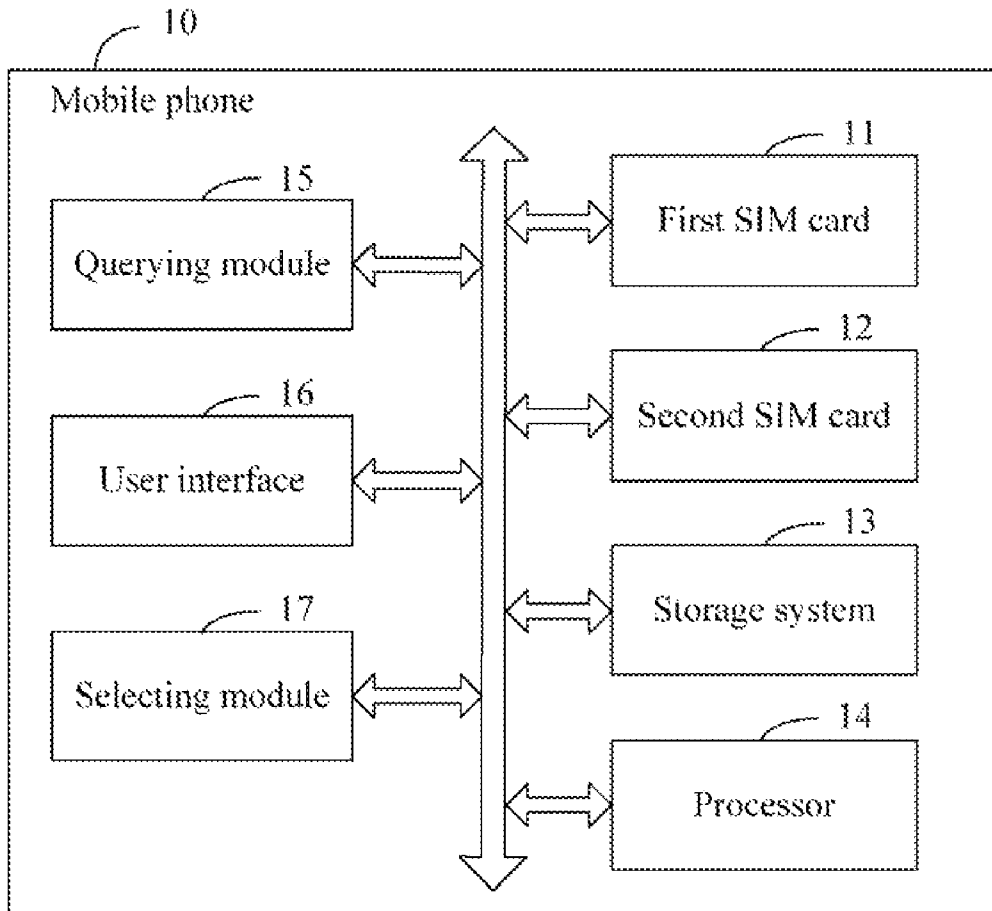 10
Mobile phone
11
First SIM card
15
Querying module
12
Second SIM card
16
User interface
13
Storage system
17
Selecting module
14
Processor